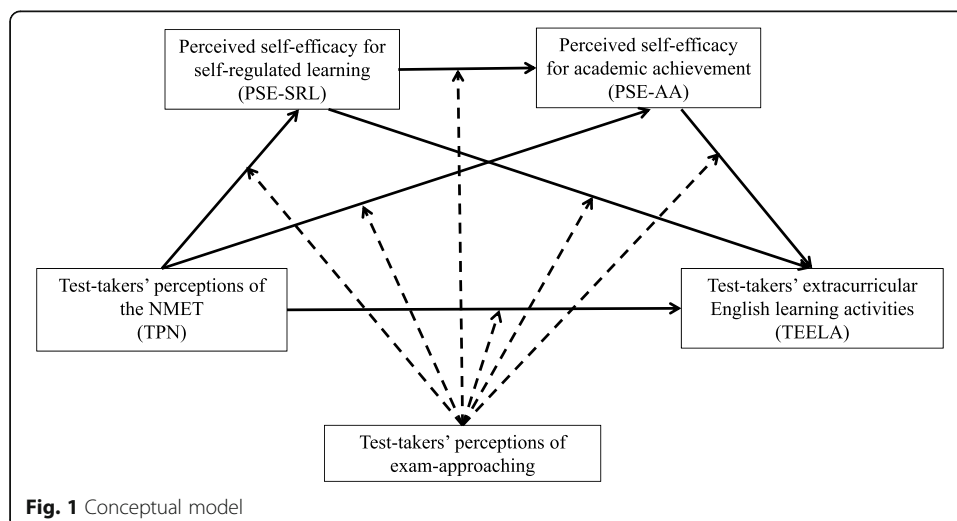 Perceived self-efficacy for
self-regulated learning
(PSE-SRL)
Perceived self-efficacy
for academic achievement
(PSE-AA)
Test-takers’ perceptions of
the NMET
(TPN)
Test-takers’ extracurricular
English learning activities
(TEELA)
Test-takers’ perceptions of
exam-approaching
Fig. 1 Conceptual model